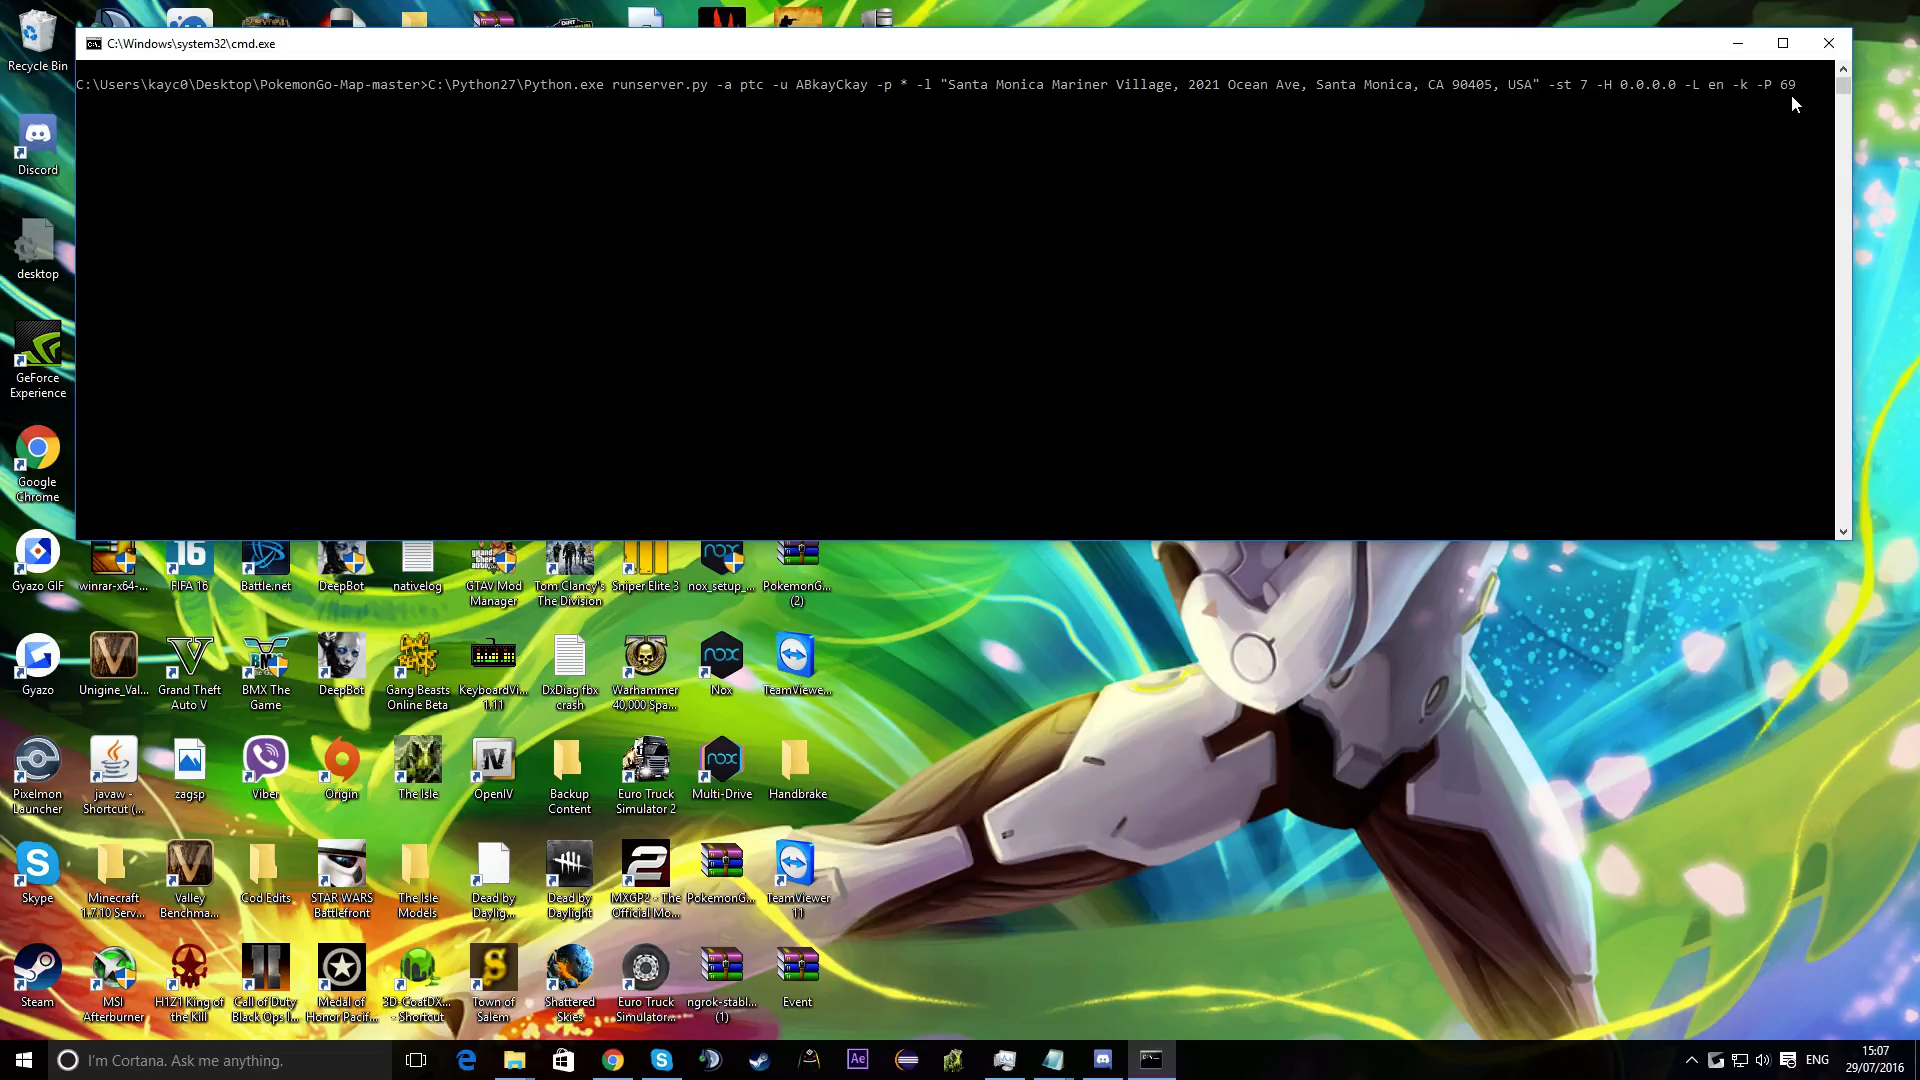 C:\Windows\system32\cmd.exe
C:\Users\kayc0\Desktop\PokemonGo-Map-master>C:\Python27\Python.exe runserver.py -a ptc -u ABkayCkay -p * -l "Santa Monica Mariner Village, 2021 Ocean Ave, Santa Monica, CA 90405, USA" -st 7 -H 0.0.0.0 -L en -k -P 69
Recycle Bin
Discord
desktop
GeForce
Experience
Google
Chrome
16
nox
Gyazo GIF
winrar-x64-...
FIFA 16
Battle.net
DeepBot
nativelog
GTAV Mod
Manager
Tom Clancy's
The Division
Sniper Elite 3
nox_setup_...
PokemonG...
(2)
Gyazo
Unigine_Val...
Grand Theft
Auto V
BMX The
Game
DeepBot
Gang Beasts
Online Beta
KeyboardVi...
1.11
DxDiag fbx
crash
Warhammer
40,000 Spa...
Nox
TeamViewe...
Pixelmon
Launcher
javaw -
Shortcut (...
zagsp
Viber
Origin
The Isle
OpenIV
Backup
Content
Euro Truck
Simulator 2
Multi-Drive
Handbrake
Skype
Minecraft
1.7.10 Serv...
Valley
Benchma...
Cod Edits
STAR WARS
Battlefront
The Isle
Models
Dead by
Daylig...
Dead by
Daylight
MXGP2 - The
Official Mo...
PokemonG...
TeamViewer
11
Steam
MSI
Afterburner
H1Z1 King of
the Kill
Call of Duty
Black Ops I...
Medal of
Honor Pacif...
3D-CoatDX...
- Shortcut
Town of
Salem
Shattered
Skies
Euro Truck
Simulator...
ngrok-stabl...
(1)
Event
I'm Cortana. Ask me anything.
Ae
ENG
15:07
29/07/2016